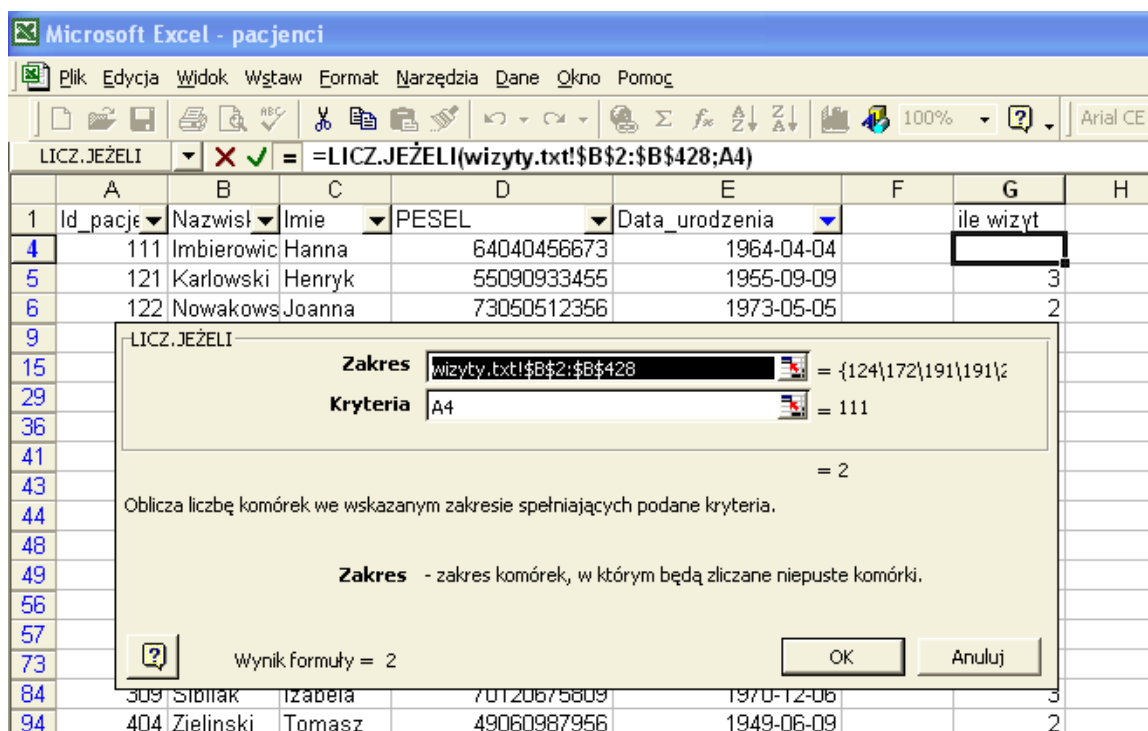 Microsoft Excel - pacjenci
Plik Edycja Widok Wstaw Format Narzędzia Dane Okno Pomoc
100% Arial CE
LICZ.JEŻELI = =LICZ.JEŻELI(wizyty.txt!$B$2:$B$428;A4)
A B C D E F G H
1 Id_pacje Nazwisk Imie PESEL Data_urodzenia ile wizyt
4 111 Imbierowic Hanna 64040456673 1964-04-04
5 121 Karlowski Henryk 55090933455 1955-09-09 3
6 122 Nowakows Joanna 73050512356 1973-05-05 2
9 LICZ.JEŻELI
15 Zakres wizyty.txt!$B$2:$B$428 = {124\172\191\191\2
29 Kryteria A4 = 111
36
41 = 2
43
44 Oblicza liczbę komórek we wskazanym zakresie spełniających podane kryteria.
48
49 Zakres - zakres komórek, w którym będą zliczane niepuste komórki.
56
57
73 Wynik formuły = 2 OK Anuluj
84 309 Sibilak Izabela 70120675809 1970-12-06 3
94 404 Zielinski Tomasz 49060987956 1949-06-09 2